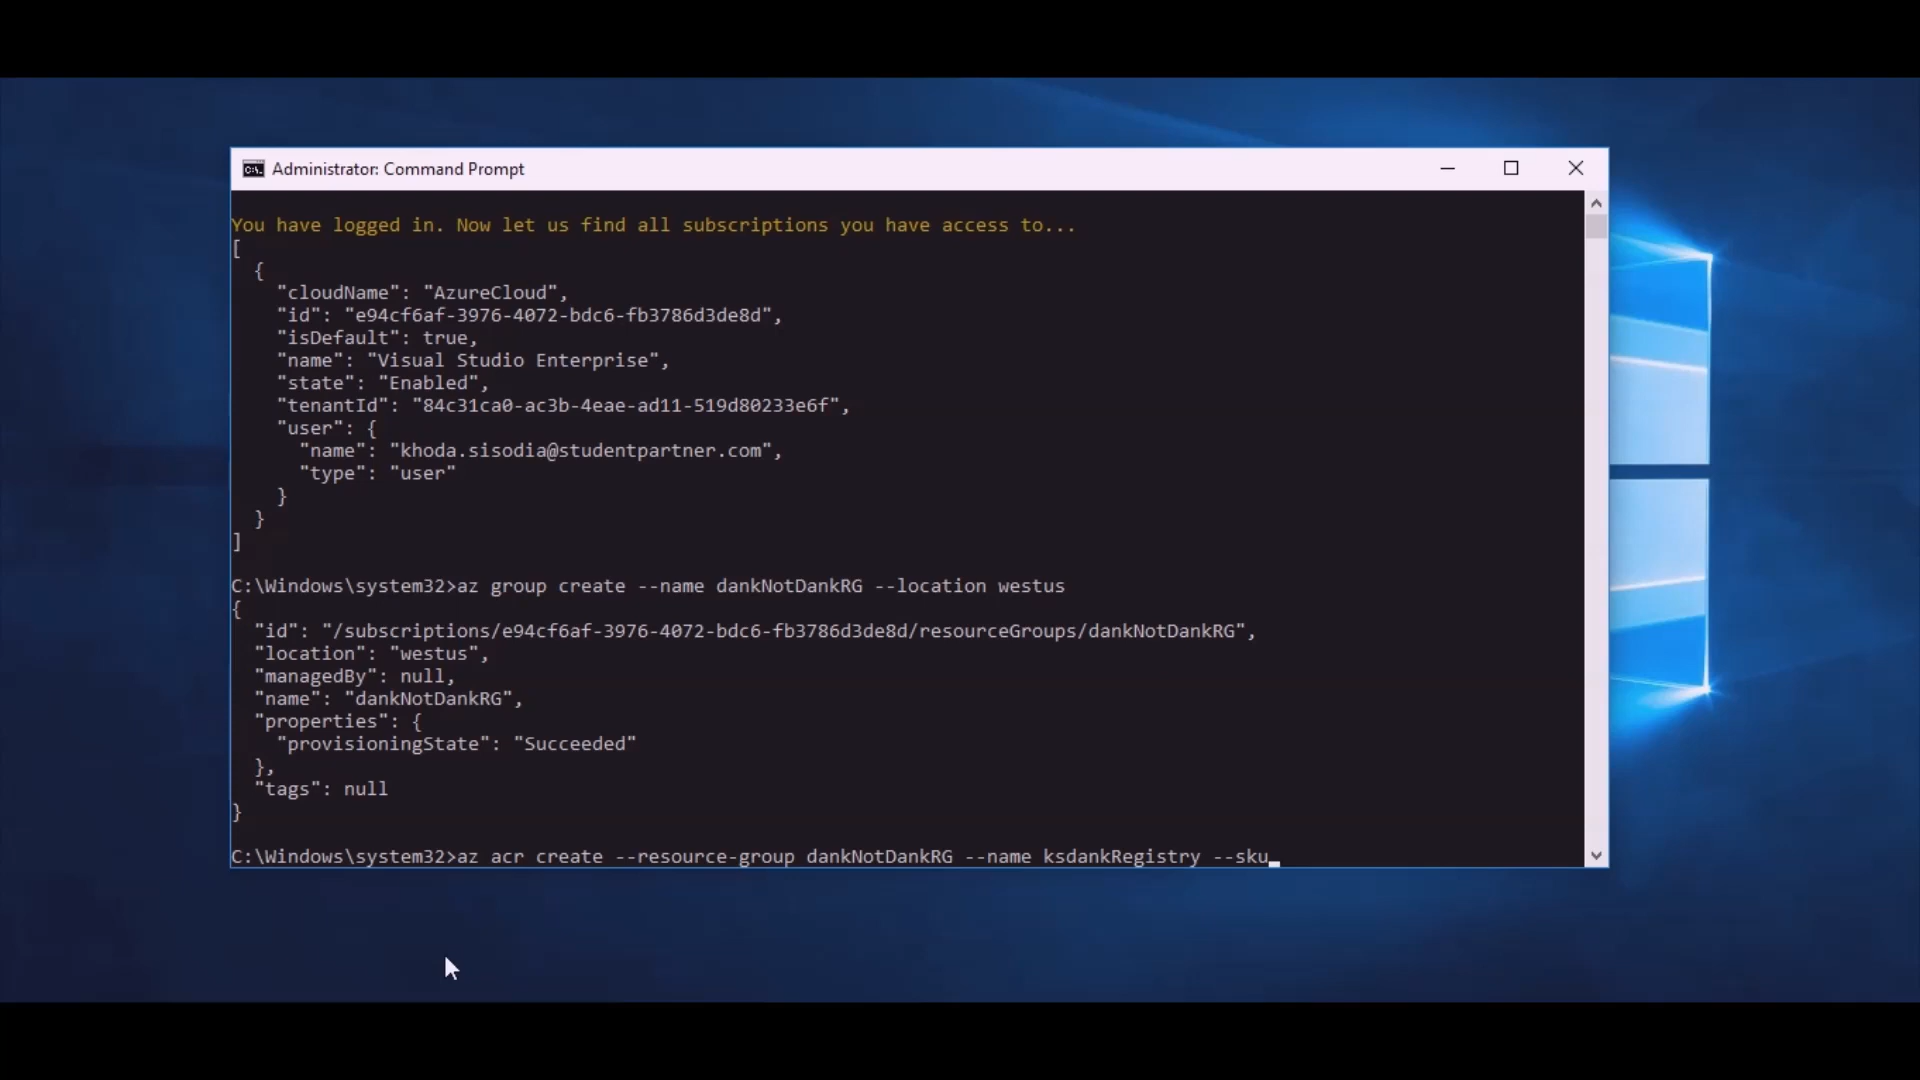 Administrator: Command Prompt
You have logged in. Now let us find all subscriptions you have access to...
[
  {
    "cloudName": "AzureCloud",
    "id": "e94cf6af-3976-4072-bdc6-fb3786d3de8d",
    "isDefault": true,
    "name": "Visual Studio Enterprise",
    "state": "Enabled",
    "tenantId": "84c31ca0-ac3b-4eae-ad11-519d80233e6f",
    "user": {
      "name": "khoda.sisodia@studentpartner.com",
      "type": "user"
    }
  }
]
C:\Windows\system32>az group create --name dankNotDankRG --location westus
{
  "id": "/subscriptions/e94cf6af-3976-4072-bdc6-fb3786d3de8d/resourceGroups/dankNotDankRG",
  "location": "westus",
  "managedBy": null,
  "name": "dankNotDankRG",
  "properties": {
    "provisioningState": "Succeeded"
  },
  "tags": null
}
C:\Windows\system32>az acr create --resource-group dankNotDankRG --name ksdankRegistry --sku